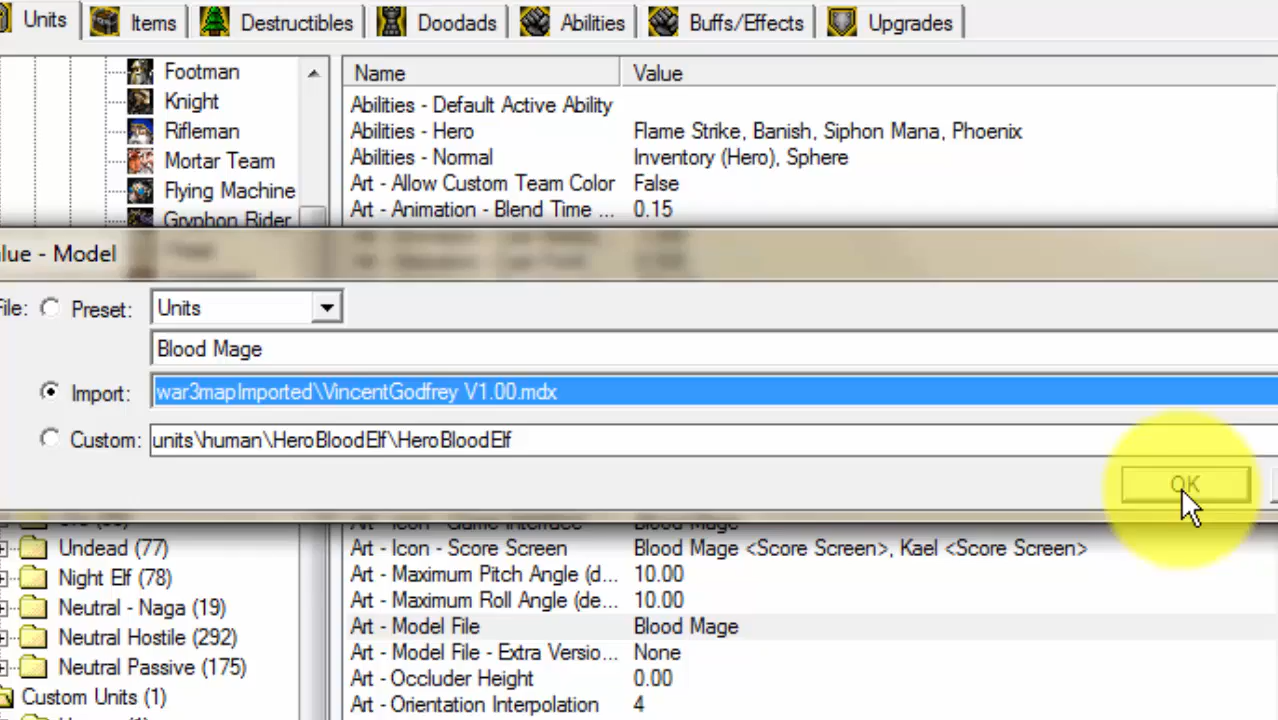 Units Items Destructibles Doodads Abilities Buffs/Effects Upgrades
Footman
Knight
Rifleman
Mortar Team
Flying Machine
Gryphon Rider
Name Value
Abilities - Default Active Ability
Abilities - Hero Flame Strike, Banish, Siphon Mana, Phoenix
Abilities - Normal Inventory (Hero), Sphere
Art - Allow Custom Team Color False
Art - Animation - Blend Time ... 0.15
lue - Model
File: Preset: Units
Blood Mage
Import: war3mapImported\VincentGodfrey V1.00.mdx
Custom: units\human\HeroBloodElf\HeroBloodElf
OK
Undead (77)
Night Elf (78)
Neutral - Naga (19)
Neutral Hostile (292)
Neutral Passive (175)
Custom Units (1)
Art - Icon - Game Interface Blood Mage
Art - Icon - Score Screen Blood Mage <Score Screen>, Kael <Score Screen>
Art - Maximum Pitch Angle (d... 10.00
Art - Maximum Roll Angle (de... 10.00
Art - Model File Blood Mage
Art - Model File - Extra Versio... None
Art - Occluder Height 0.00
Art - Orientation Interpolation 4